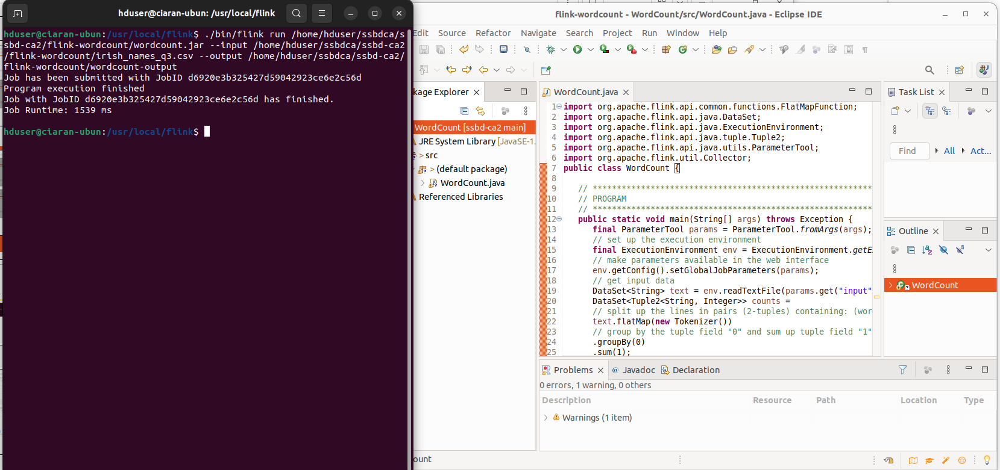 hduser@ciaran-ubun: /usr/local/flink
hduser@ciaran-ubun:/usr/local/flink$ ./bin/flink run /home/hduser/ssbdca/s
sbd-ca2/flink-wordcount/wordcount.jar --input /home/hduser/ssbdca/ssbd-ca2
/flink-wordcount/irish_names_q3.csv --output /home/hduser/ssbdca/ssbd-ca2/
flink-wordcount/wordcount-output
Job has been submitted with JobID d6920e3b325427d59042923ce6e2c56d
Program execution finished
Job with JobID d6920e3b325427d59042923ce6e2c56d has finished.
Job Runtime: 1539 ms
hduser@ciaran-ubun:/usr/local/flink$
flink-wordcount - WordCount/src/WordCount.java - Eclipse IDE
Edit Source Refactor Navigate Search Project Run Window Help
kage Explorer
WordCount [ssbd-ca2 main]
JRE System Library [JavaSE-1.
> src
> (default package)
WordCount.java
Referenced Libraries
WordCount.java
1 import org.apache.flink.api.common.functions.FlatMapFunction;
2 import org.apache.flink.api.java.DataSet;
3 import org.apache.flink.api.java.ExecutionEnvironment;
4 import org.apache.flink.api.java.tuple.Tuple2;
5 import org.apache.flink.api.java.utils.ParameterTool;
6 import org.apache.flink.util.Collector;
7 public class WordCount {
8
9 // **********************************************************
10 // PROGRAM
11 // **********************************************************
12 public static void main(String[] args) throws Exception {
13 final ParameterTool params = ParameterTool.fromArgs(args);
14 // set up the execution environment
15 final ExecutionEnvironment env = ExecutionEnvironment.getE
16 // make parameters available in the web interface
17 env.getConfig().setGlobalJobParameters(params);
18 // get input data
19 DataSet<String> text = env.readTextFile(params.get("input"
20 DataSet<Tuple2<String, Integer>> counts =
21 // split up the lines in pairs (2-tuples) containing: (wor
22 text.flatMap(new Tokenizer())
23 // group by the tuple field "0" and sum up tuple field "1"
24 .groupBy(0)
25 .sum(1);
Task List
Find All Act...
Outline
WordCount
Problems @ Javadoc Declaration
0 errors, 1 warning, 0 others
Description Resource Path Location Type
Warnings (1 item)
ount